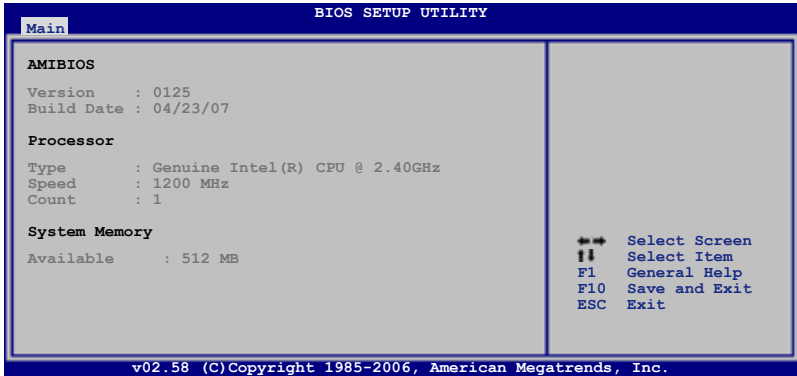 BIOS SETUP UTILITY
Main
AMIBIOS
Version : 0125
Build Date : 04/23/07
Processor
Type : Genuine Intel(R) CPU @ 2.40GHz
Speed : 1200 MHz
Count : 1
System Memory
Available : 512 MB
←→ Select Screen
↑↓ Select Item
F1 General Help
F10 Save and Exit
ESC Exit
v02.58 (C)Copyright 1985-2006, American Megatrends, Inc.